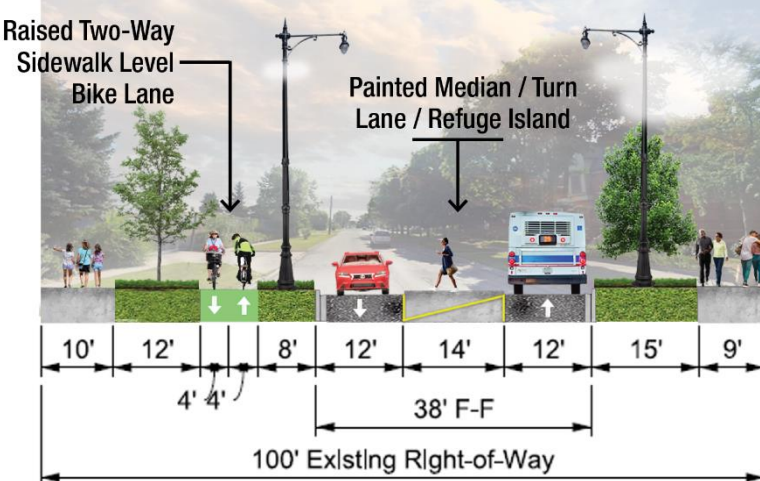 Raised Two-Way
Sidewalk Level
Bike Lane
Painted Median / Turn
Lane / Refuge Island
10' 12' 8' 12' 14' 12' 15' 9'
4' 4'
38' F-F
100' Existing Right-of-Way